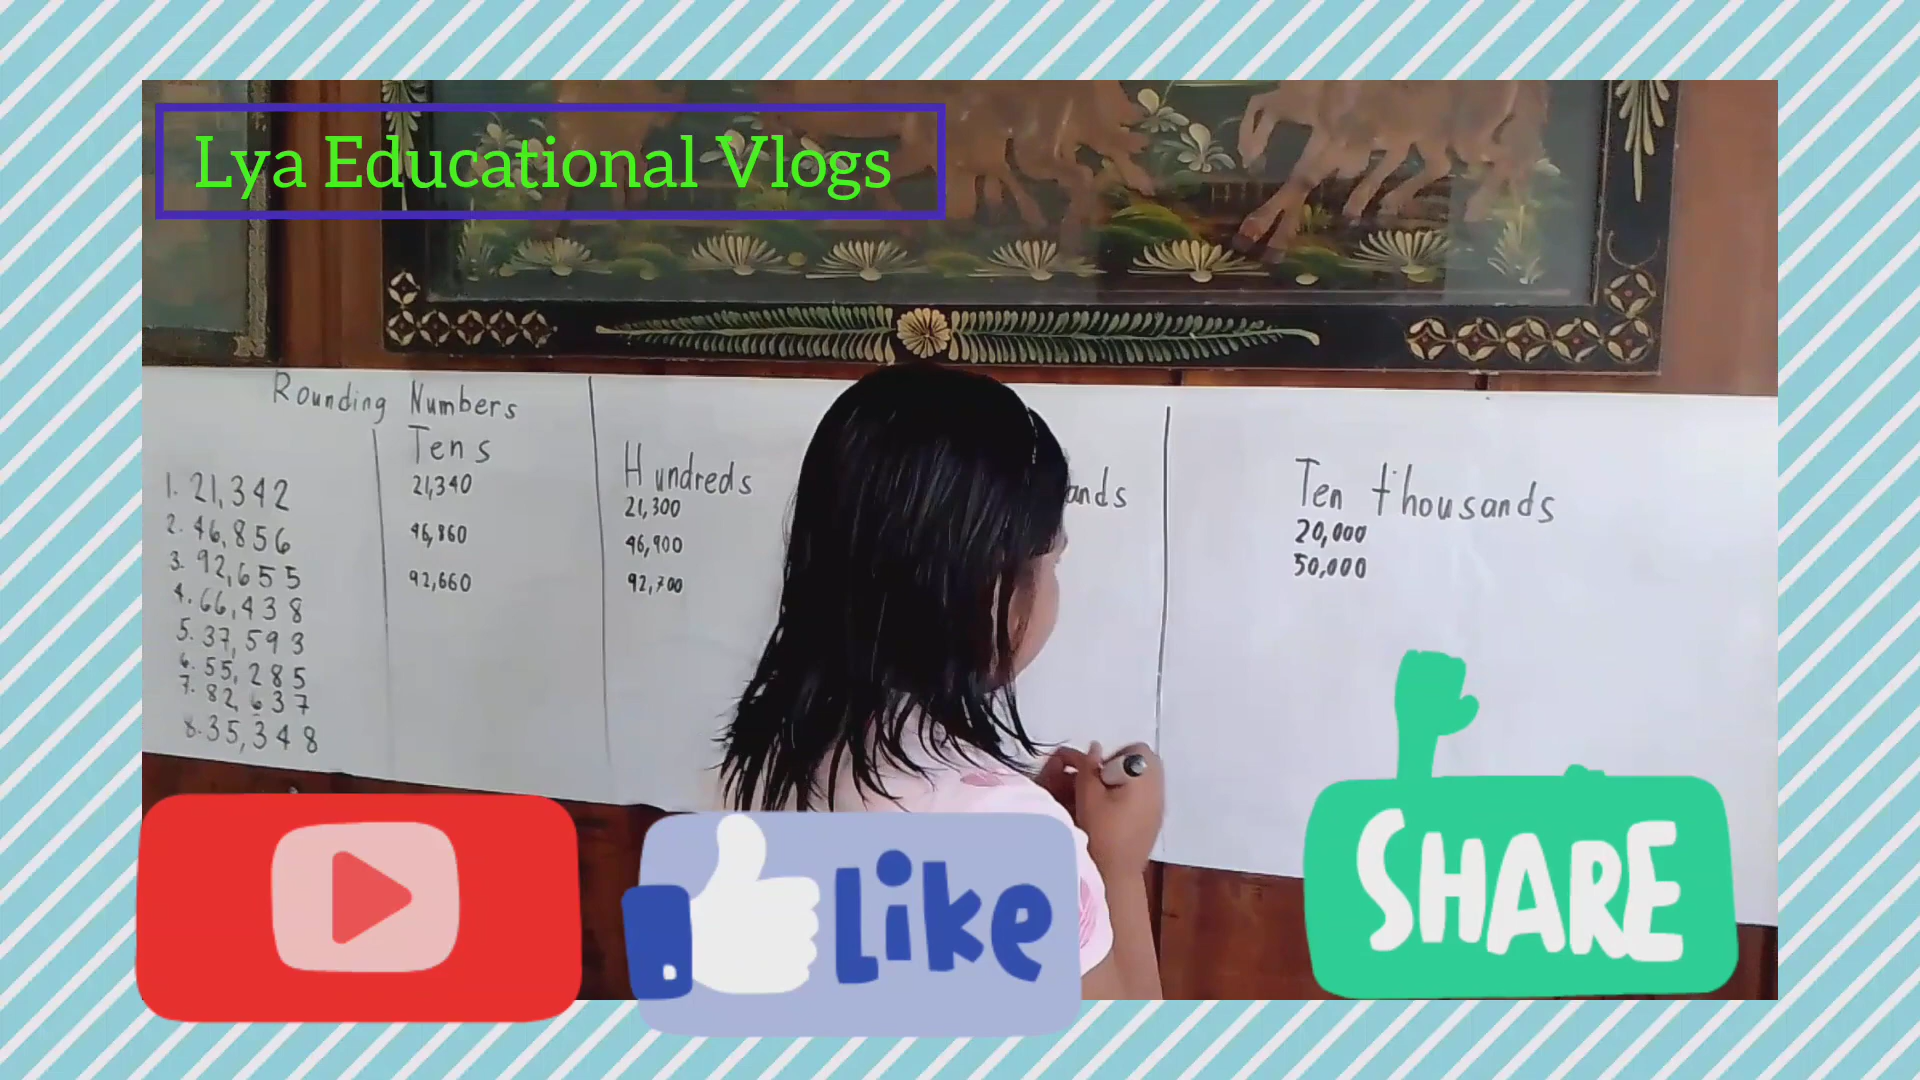 Lya Educational Vlogs
Rounding Numbers
Tens
Hundreds
ands
Ten thousands
1. 21,342
21,340
21,300
20,000
2. 46,856
46,860
46,900
50,000
3. 92,655
92,660
92,700
4. 66,438
5. 37,593
6. 55,285
7. 82,637
8. 35,348
Like
SHARE